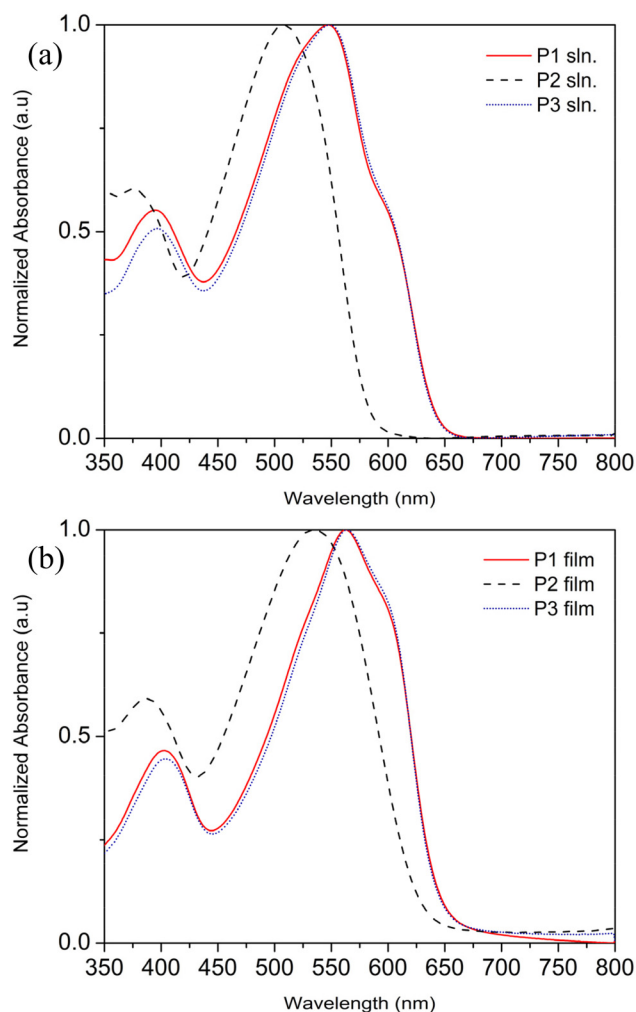 (a)
P1 sln.
P2 sln.
P3 sln.
Normalized Absorbance (a.u)
1.0
0.5
0.0
350 400 450 500 550 600 650 700 750 800
Wavelength (nm)
(b)
P1 film
P2 film
P3 film
Normalized Absorbance (a.u)
1.0
0.5
0.0
350 400 450 500 550 600 650 700 750 800
Wavelength (nm)